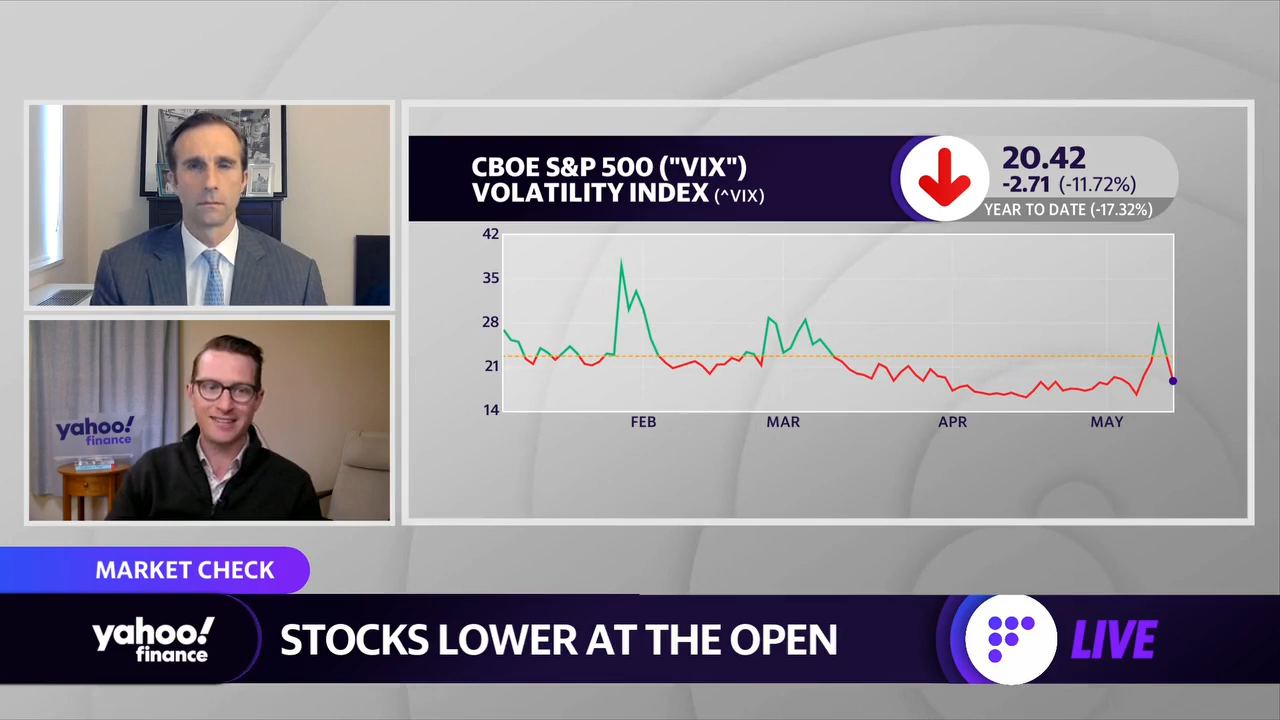 CBOE S&P 500 ("VIX")
VOLATILITY INDEX (^VIX)
20.42
-2.71 (-11.72%)
YEAR TO DATE (-17.32%)
42
35
28
21
14
FEB
MAR
APR
MAY
yahoo!
finance
MARKET CHECK
yahoo!
finance
STOCKS LOWER AT THE OPEN
LIVE